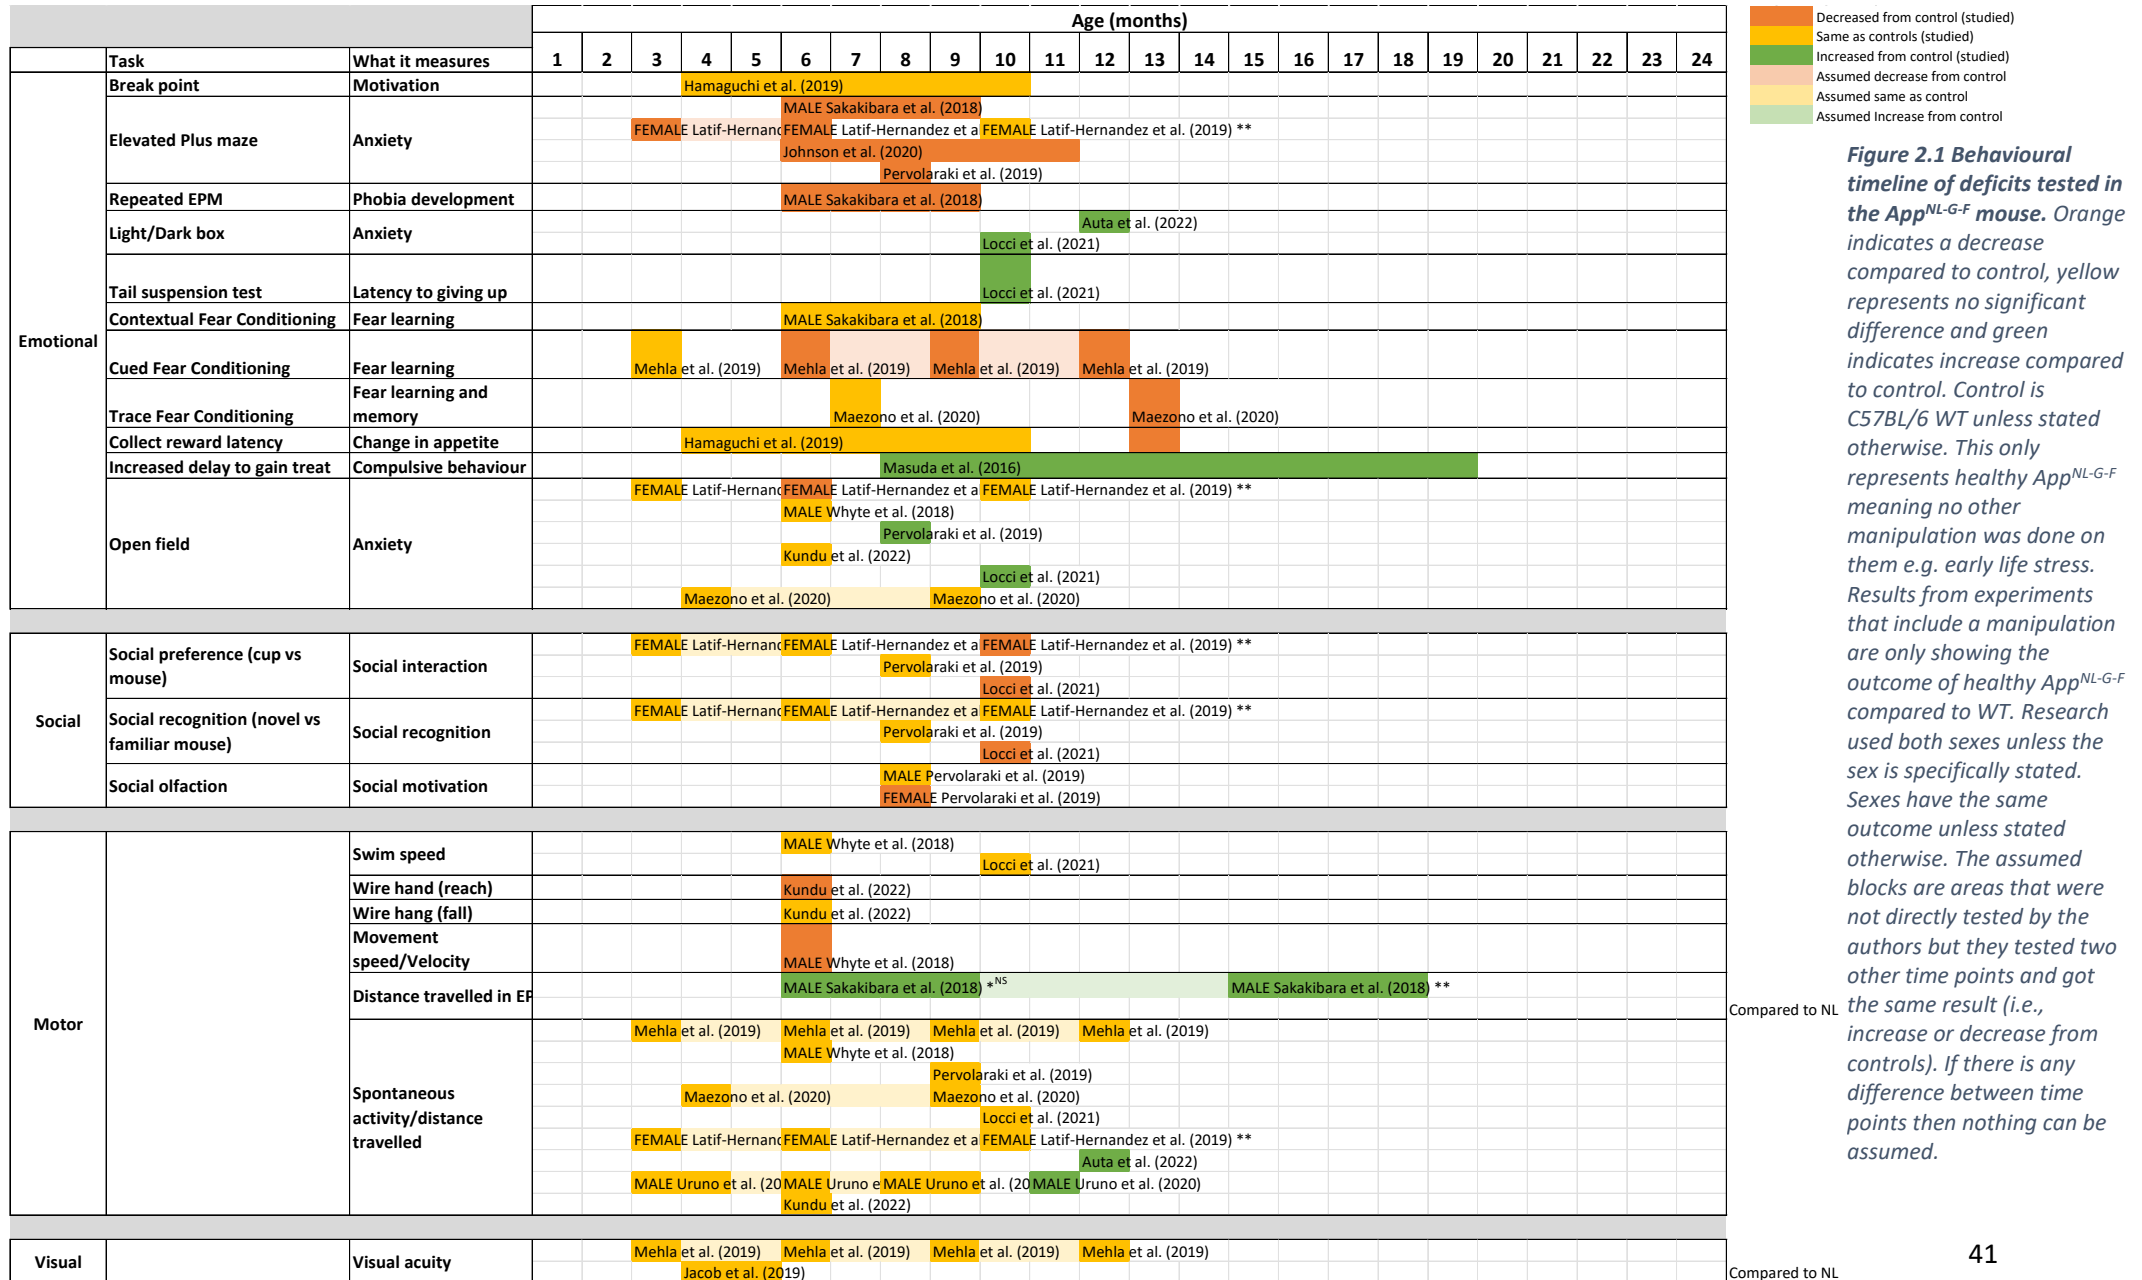 Age (months)
Task What it measures 1 2 3 4 5 6 7 8 9 10 11 12 13 14 15 16 17 18 19 20 21 22 23 24
Emotional
Break point Motivation Hamaguchi et al. (2019)
Elevated Plus maze Anxiety
MALE Sakakibara et al. (2018)
FEMALE Latif-Hernanc FEMALE Latif-Hernandez et a FEMALE Latif-Hernandez et al. (2019) **
Johnson et al. (2020)
Pervolaraki et al. (2019)
Repeated EPM Phobia development MALE Sakakibara et al. (2018)
Light/Dark box Anxiety
Auta et al. (2022)
Locci et al. (2021)
Tail suspension test Latency to giving up Locci et al. (2021)
Contextual Fear Conditioning Fear learning MALE Sakakibara et al. (2018)
Cued Fear Conditioning Fear learning Mehla et al. (2019) Mehla et al. (2019) Mehla et al. (2019) Mehla et al. (2019)
Fear learning and
Trace Fear Conditioning memory Maezono et al. (2020) Maezono et al. (2020)
Collect reward latency Change in appetite Hamaguchi et al. (2019)
Increased delay to gain treat Compulsive behaviour Masuda et al. (2016)
Open field Anxiety
FEMALE Latif-Hernanc FEMALE Latif-Hernandez et a FEMALE Latif-Hernandez et al. (2019) **
MALE Whyte et al. (2018)
Pervolaraki et al. (2019)
Kundu et al. (2022)
Locci et al. (2021)
Maezono et al. (2020) Maezono et al. (2020)
Social
Social preference (cup vs
mouse) Social interaction
FEMALE Latif-Hernanc FEMALE Latif-Hernandez et a FEMALE Latif-Hernandez et al. (2019) **
Pervolaraki et al. (2019)
Locci et al. (2021)
Social recognition (novel vs
familiar mouse) Social recognition
FEMALE Latif-Hernanc FEMALE Latif-Hernandez et a FEMALE Latif-Hernandez et al. (2019) **
Pervolaraki et al. (2019)
Locci et al. (2021)
Social olfaction Social motivation
MALE Pervolaraki et al. (2019)
FEMALE Pervolaraki et al. (2019)
Motor
Swim speed
MALE Whyte et al. (2018)
Locci et al. (2021)
Wire hand (reach) Kundu et al. (2022)
Wire hang (fall) Kundu et al. (2022)
Movement
speed/Velocity MALE Whyte et al. (2018)
Distance travelled in EP MALE Sakakibara et al. (2018) *NS MALE Sakakibara et al. (2018) **
Compared to NL
Spontaneous
activity/distance
travelled
Mehla et al. (2019) Mehla et al. (2019) Mehla et al. (2019) Mehla et al. (2019)
MALE Whyte et al. (2018)
Pervolaraki et al. (2019)
Maezono et al. (2020) Maezono et al. (2020)
Locci et al. (2021)
FEMALE Latif-Hernanc FEMALE Latif-Hernandez et a FEMALE Latif-Hernandez et al. (2019) **
Auta et al. (2022)
MALE Uruno et al. (20 MALE Uruno e MALE Uruno et al. (20 MALE Uruno et al. (2020)
Kundu et al. (2022)
Visual
Visual acuity
Mehla et al. (2019) Mehla et al. (2019) Mehla et al. (2019) Mehla et al. (2019)
Jacob et al. (2019)
Compared to NL
Decreased from control (studied)
Same as controls (studied)
Increased from control (studied)
Assumed decrease from control
Assumed same as control
Assumed Increase from control
Figure 2.1 Behavioural
timeline of deficits tested in
the AppNL-G-F mouse. Orange
indicates a decrease
compared to control, yellow
represents no significant
difference and green
indicates increase compared
to control. Control is
C57BL/6 WT unless stated
otherwise. This only
represents healthy AppNL-G-F
meaning no other
manipulation was done on
them e.g. early life stress.
Results from experiments
that include a manipulation
are only showing the
outcome of healthy AppNL-G-F
compared to WT. Research
used both sexes unless the
sex is specifically stated.
Sexes have the same
outcome unless stated
otherwise. The assumed
blocks are areas that were
not directly tested by the
authors but they tested two
other time points and got
the same result (i.e.,
increase or decrease from
controls). If there is any
difference between time
points then nothing can be
assumed.
41